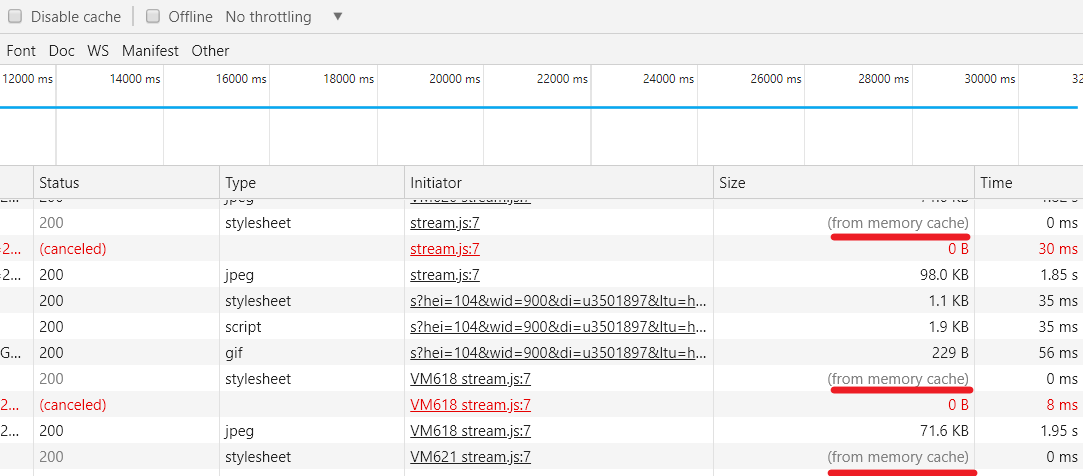 Disable cache Offline No throttling ▼
Font Doc WS Manifest Other
12000 ms 14000 ms 16000 ms 18000 ms 20000 ms 22000 ms 24000 ms 26000 ms 28000 ms 30000 ms 32
Status Type Initiator Size Time
200 stylesheet stream.js:7 (from memory cache) 0 ms
=2... (canceled) stream.js:7 0 B 30 ms
=2... 200 jpeg stream.js:7 98.0 KB 1.85 s
200 stylesheet s?hei=104&wid=900&di=u3501897&ltu=h... 1.1 KB 35 ms
200 script s?hei=104&wid=900&di=u3501897&ltu=h... 1.9 KB 35 ms
G... 200 gif s?hei=104&wid=900&di=u3501897&ltu=h... 229 B 56 ms
200 stylesheet VM618 stream.js:7 (from memory cache) 0 ms
2... (canceled) VM618 stream.js:7 0 B 8 ms
2... 200 jpeg VM618 stream.js:7 71.6 KB 1.95 s
200 stylesheet VM621 stream.js:7 (from memory cache) 0 ms